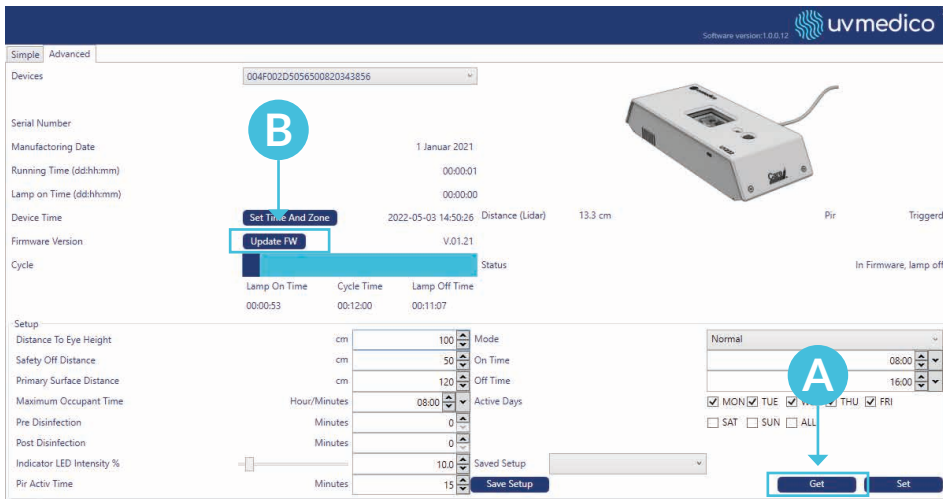 uvmedico
Software version:1.0.0.12
Simple Advanced
Devices 004F002D5056500820343856
Serial Number
B
Manufactoring Date 1 Januar 2021
Running Time (dd:hh:mm) 00:00:01
Lamp on Time (dd:hh:mm) 00:00:00
Device Time Set Time And Zone 2022-05-03 14:50:26 Distance (Lidar) 13.3 cm Pir Triggerd
Firmware Version Update FW V.01.21
Cycle Status In Firmware, lamp off
Lamp On Time Cycle Time Lamp Off Time
00:00:53 00:12:00 00:11:07
Setup
Distance To Eye Height cm 100 Mode Normal
Safety Off Distance cm 50 On Time 08:00
A
Primary Surface Distance cm 120 Off Time 16:00
Maximum Occupant Time Hour/Minutes 08:00 Active Days MON TUE THU FRI
Pre Disinfection Minutes 0 SAT SUN ALL
Post Disinfection Minutes 0
Indicator LED Intensity % 10.0 Saved Setup
Pir Activ Time Minutes 15 Save Setup Get Set